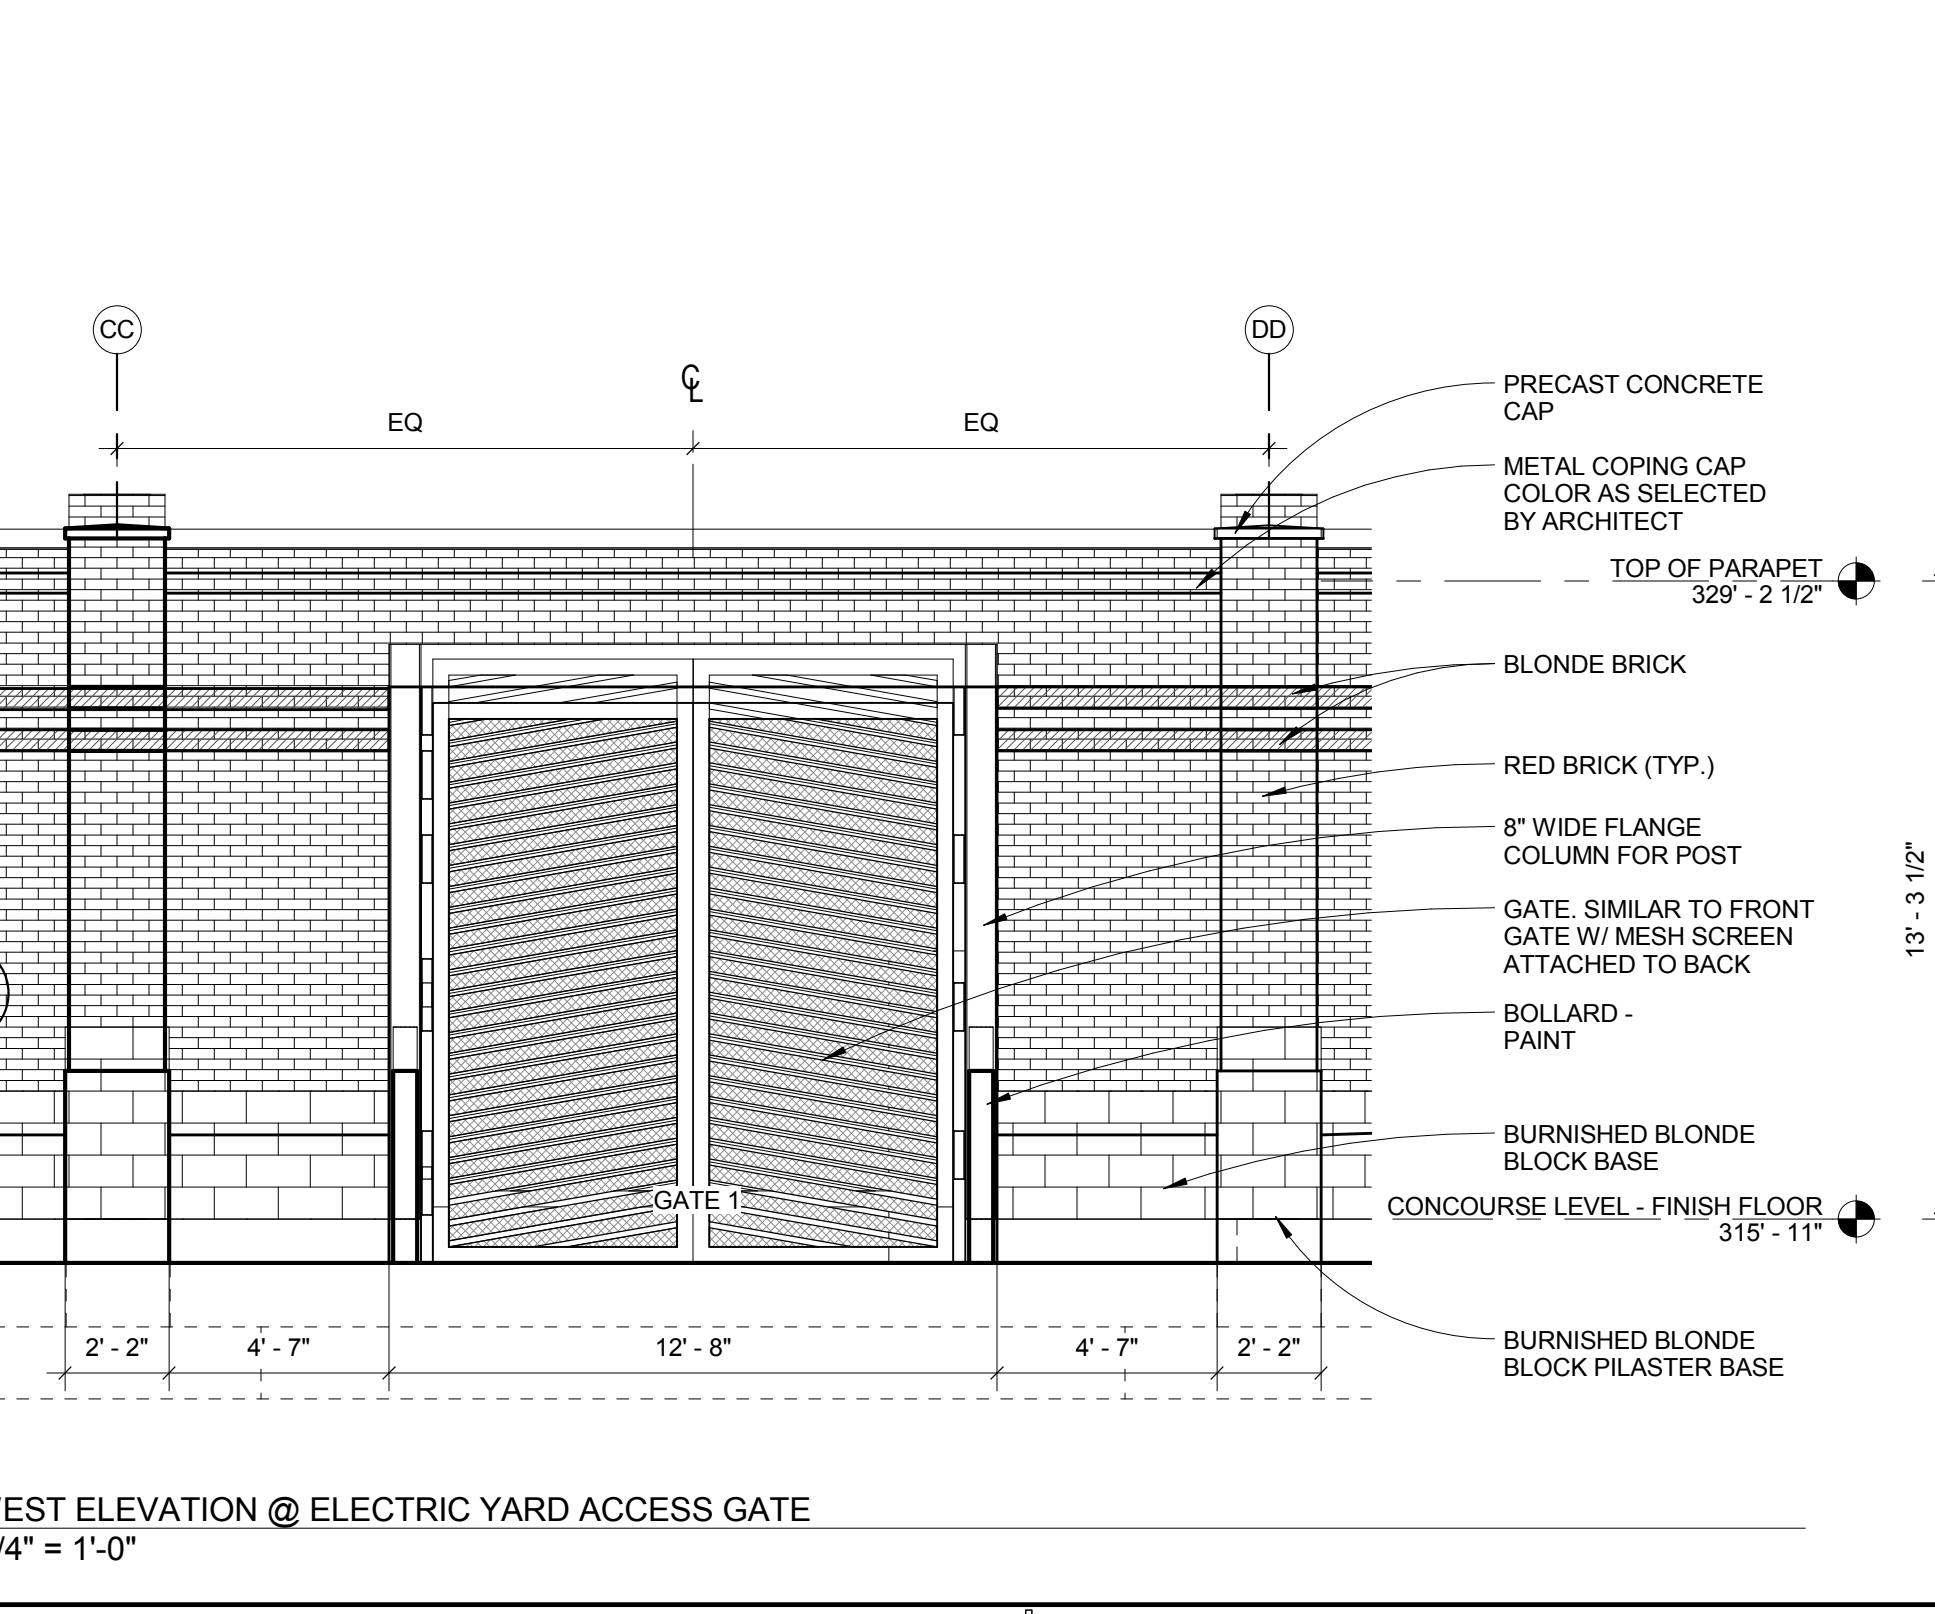 CC
DD
CL
EQ
EQ
PRECAST CONCRETE
CAP
METAL COPING CAP
COLOR AS SELECTED
BY ARCHITECT
TOP OF PARAPET
329' - 2 1/2"
BLONDE BRICK
RED BRICK (TYP.)
8" WIDE FLANGE
COLUMN FOR POST
13' - 3 1/2"
GATE. SIMILAR TO FRONT
GATE W/ MESH SCREEN
ATTACHED TO BACK
BOLLARD -
PAINT
BURNISHED BLONDE
BLOCK BASE
GATE 1
CONCOURSE LEVEL - FINISH FLOOR
315' - 11"
2' - 2"
4' - 7"
12' - 8"
4' - 7"
2' - 2"
BURNISHED BLONDE
BLOCK PILASTER BASE
EST ELEVATION @ ELECTRIC YARD ACCESS GATE
/4" = 1'-0"